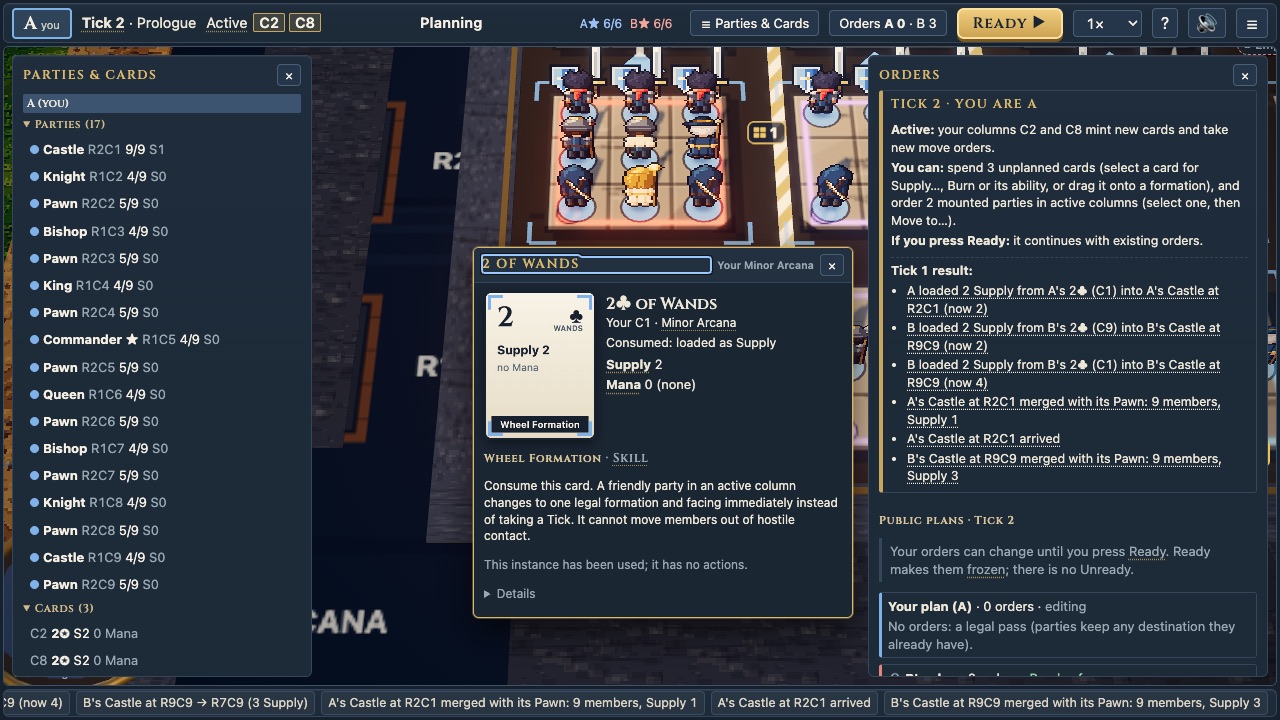 A you
Tick 2 · Prologue Active C2 C8
Planning
A★ 6/6 B★ 6/6
≡ Parties & Cards
Orders A 0 · B 3
Ready ▶
1×
?
≡
Parties & Cards
×
A (you)
▼ Parties (17)
Castle R2C1 9/9 S1
Knight R1C2 4/9 S0
Pawn R2C2 5/9 S0
Bishop R1C3 4/9 S0
Pawn R2C3 5/9 S0
King R1C4 4/9 S0
Pawn R2C4 5/9 S0
Commander ★ R1C5 4/9 S0
Pawn R2C5 5/9 S0
Queen R1C6 4/9 S0
Pawn R2C6 5/9 S0
Bishop R1C7 4/9 S0
Pawn R2C7 5/9 S0
Knight R1C8 4/9 S0
Pawn R2C8 5/9 S0
Castle R1C9 4/9 S0
Pawn R2C9 5/9 S0
▼ Cards (3)
C2 2✪ S2 0 Mana
C8 2✪ S2 0 Mana
1
2 of Wands
Your Minor Arcana
×
2
♣
WANDS
Supply 2
no Mana
Wheel Formation
2♣ of Wands
Your C1 · Minor Arcana
Consumed: loaded as Supply
Supply 2
Mana 0 (none)
Wheel Formation · Skill
Consume this card. A friendly party in an active column
changes to one legal formation and facing immediately instead
of taking a Tick. It cannot move members out of hostile
contact.
This instance has been used; it has no actions.
▶ Details
Orders
×
Tick 2 · You are A
Active: your columns C2 and C8 mint new cards and take
new move orders.
You can: spend 3 unplanned cards (select a card for
Supply…, Burn or its ability, or drag it onto a formation), and
order 2 mounted parties in active columns (select one, then
Move to…).
If you press Ready: it continues with existing orders.
Tick 1 result:
• A loaded 2 Supply from A's 2♣ (C1) into A's Castle at
R2C1 (now 2)
• B loaded 2 Supply from B's 2♣ (C9) into B's Castle at
R9C9 (now 2)
• B loaded 2 Supply from B's 2♣ (C1) into B's Castle at
R9C9 (now 4)
• A's Castle at R2C1 merged with its Pawn: 9 members,
Supply 1
• A's Castle at R2C1 arrived
• B's Castle at R9C9 merged with its Pawn: 9 members,
Supply 3
Public plans · Tick 2
Your orders can change until you press Ready. Ready
makes them frozen; there is no Unready.
Your plan (A) · 0 orders · editing
No orders: a legal pass (parties keep any destination they
already have).
C9 (now 4)
B's Castle at R9C9 → R7C9 (3 Supply)
A's Castle at R2C1 merged with its Pawn: 9 members, Supply 1
A's Castle at R2C1 arrived
B's Castle at R9C9 merged with its Pawn: 9 members, Supply 3